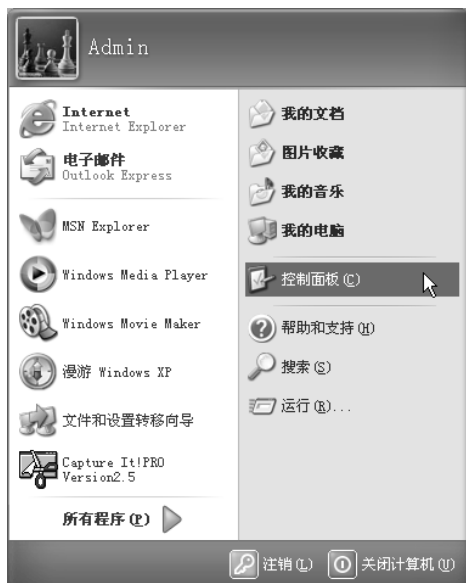 Admin
Internet
Internet Explorer
电子邮件
Outlook Express
MSN Explorer
Windows Media Player
Windows Movie Maker
漫游 Windows XP
文件和设置转移向导
Capture It!PRO
Version2.5
所有程序(P)
我的文档
图片收藏
我的音乐
我的电脑
控制面板(C)
帮助和支持(H)
搜索(S)
运行(R)...
注销(L)
关闭计算机(U)